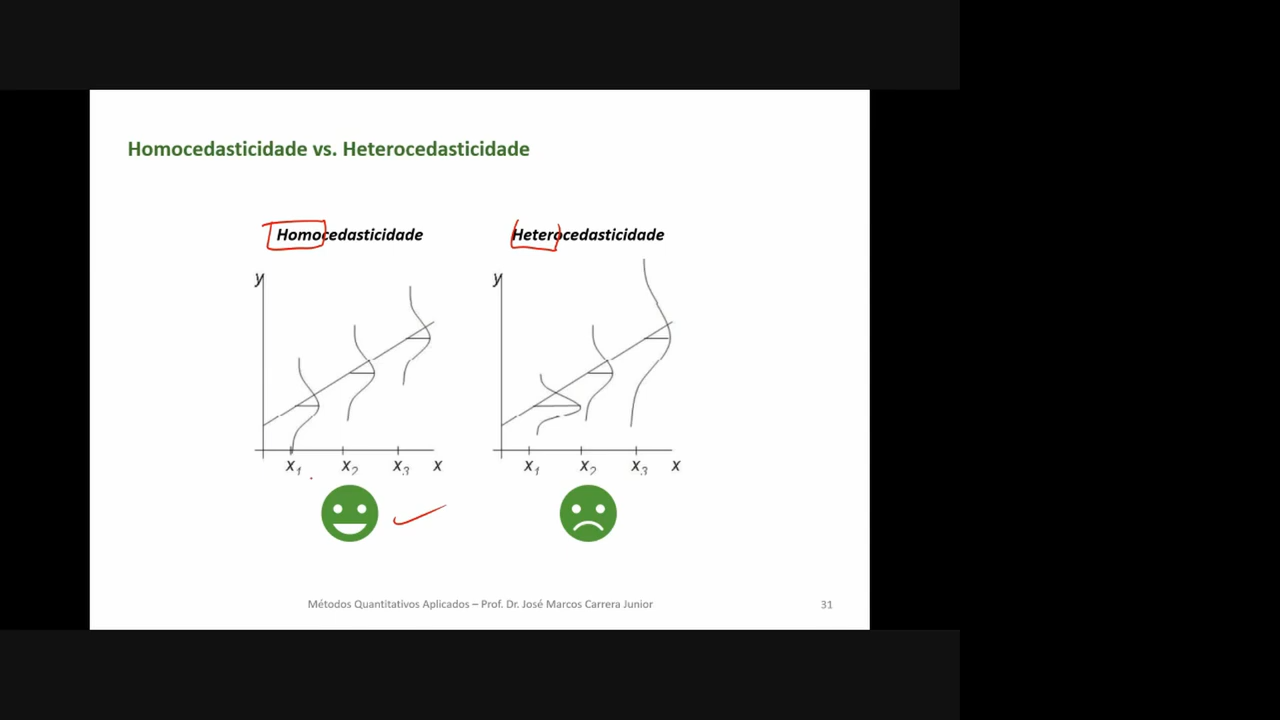 Homocedasticidade vs. Heterocedasticidade
Homocedasticidade
Heterocedasticidade
y
x1 x2 x3 x
y
x1 x2 x3 x
Métodos Quantitativos Aplicados – Prof. Dr. José Marcos Carrera Junior
31